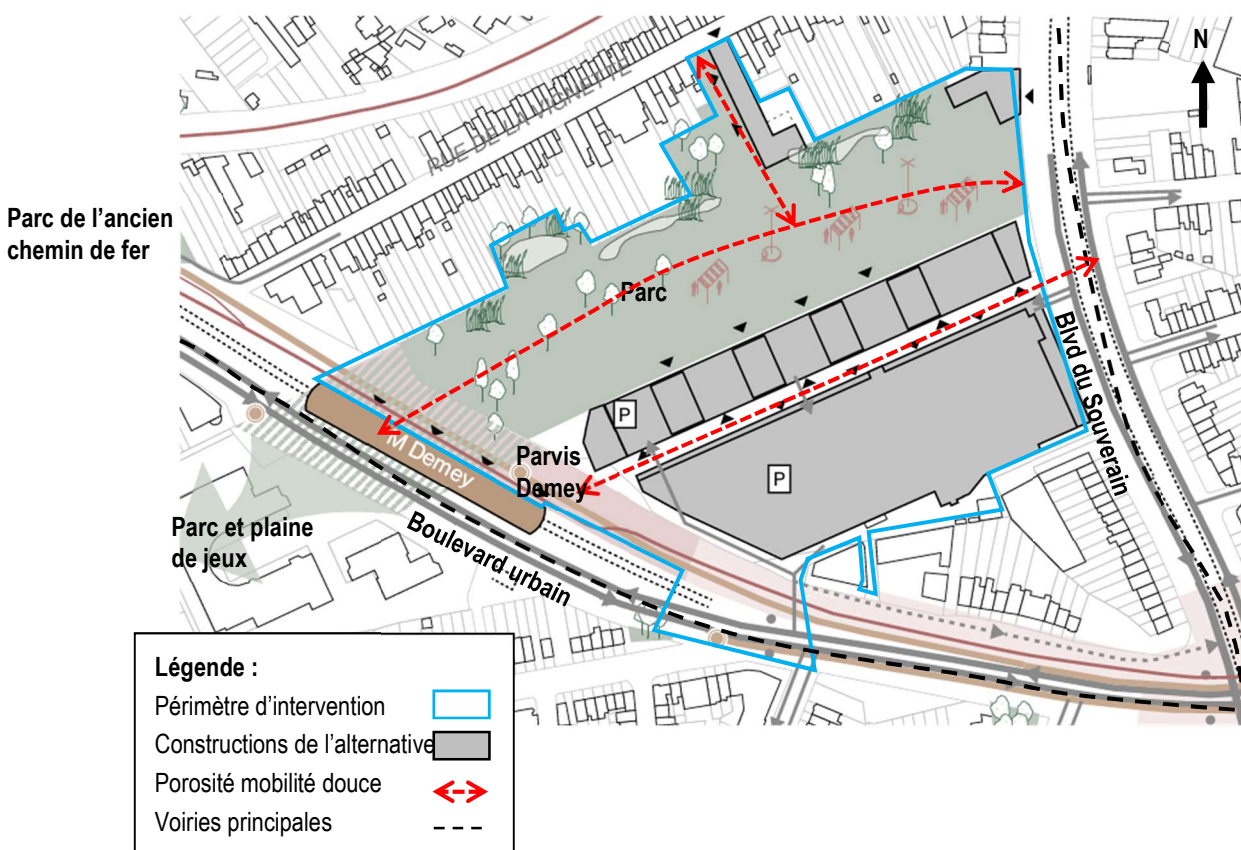 N
RUE DE LA VIGNETTE
Parc de l'ancien
chemin de fer
Parc
Blvd du Souverain
P
M Demey
Parvis
Demey
P
Parc et plaine
de jeux
Boulevard urbain
Légende :
Périmètre d'intervention
Constructions de l'alternative
Porosité mobilité douce
Voiries principales